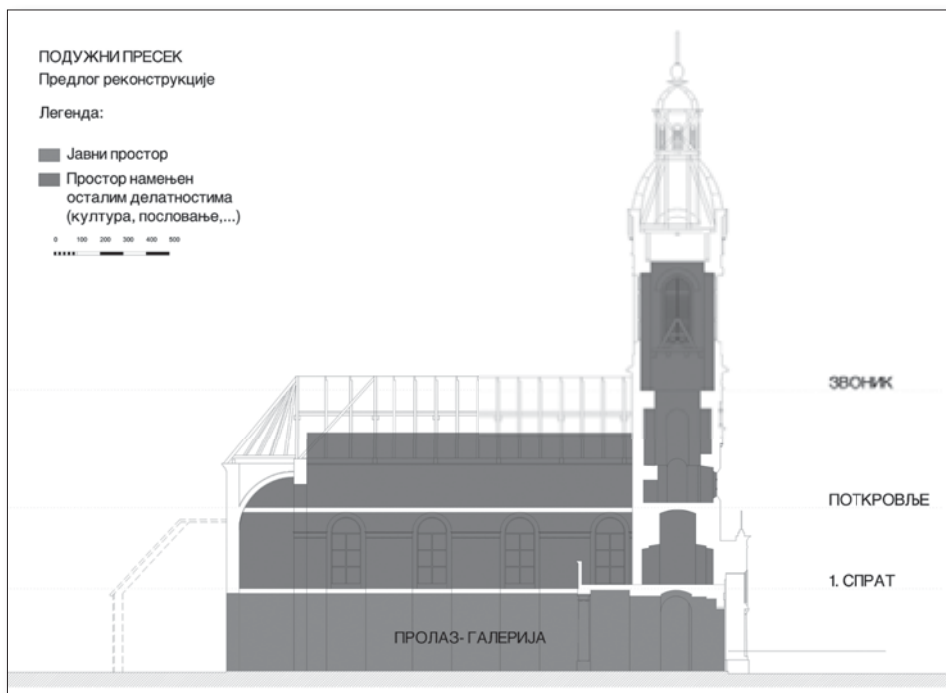 ПОДУЖНИ ПРЕСЕК
Предлог реконструкције
Легенда:
Јавни простор
Простор намењен
осталим делатностима
(култура, пословање,...)
0 100 200 300 400 500
ЗВОНИК
ПОТКРОВЉЕ
1. СПРАТ
ПРОЛАЗ- ГАЛЕРИЈА